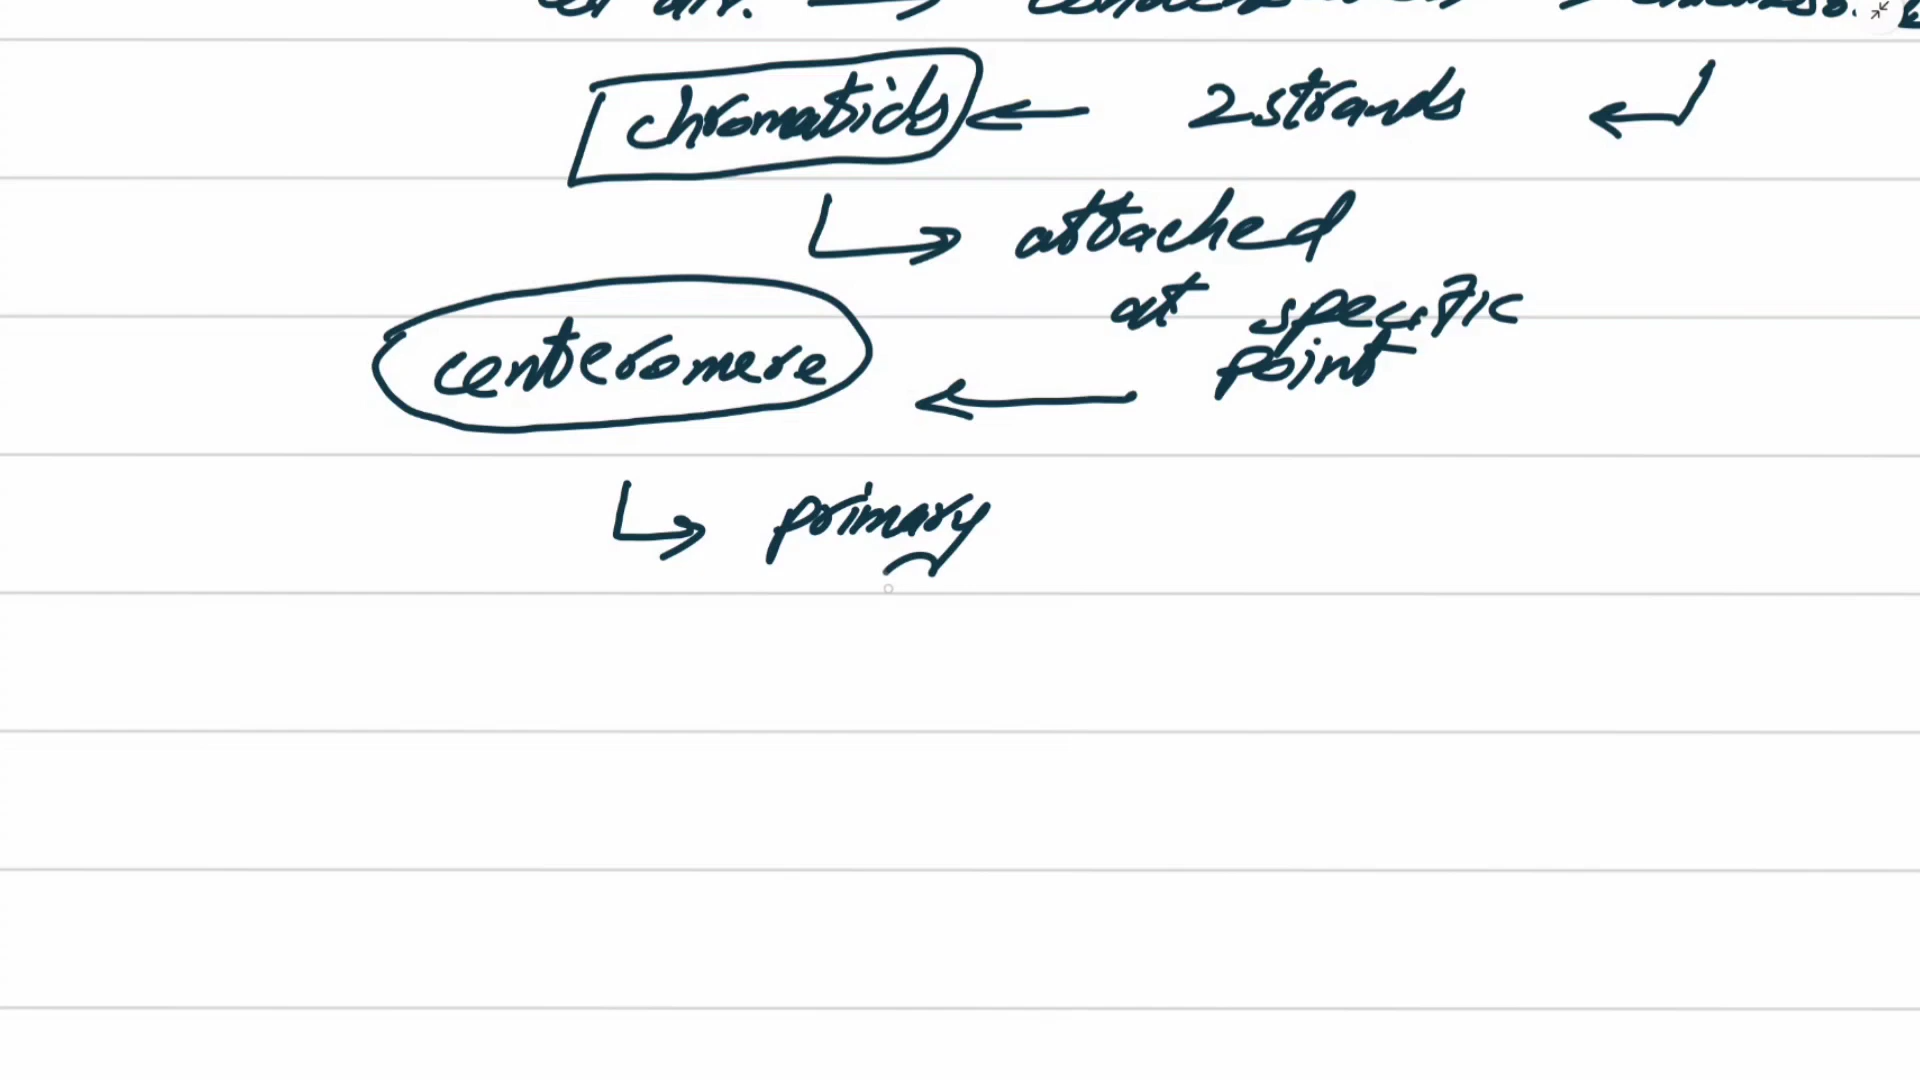 chromatids ← 2 strands ↲
↳ attached
at specific
centeromere ← point
↳ primary